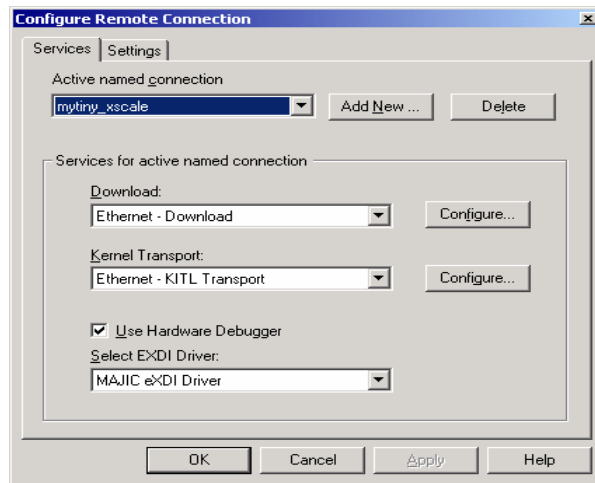 Configure Remote Connection
Services Settings
Active named connection
mytiny_xscale Add New ... Delete
Services for active named connection
Download:
Ethernet - Download Configure...
Kernel Transport:
Ethernet - KITL Transport Configure...
Use Hardware Debugger
Select EXDI Driver:
MAJIC eXDI Driver
OK Cancel Apply Help